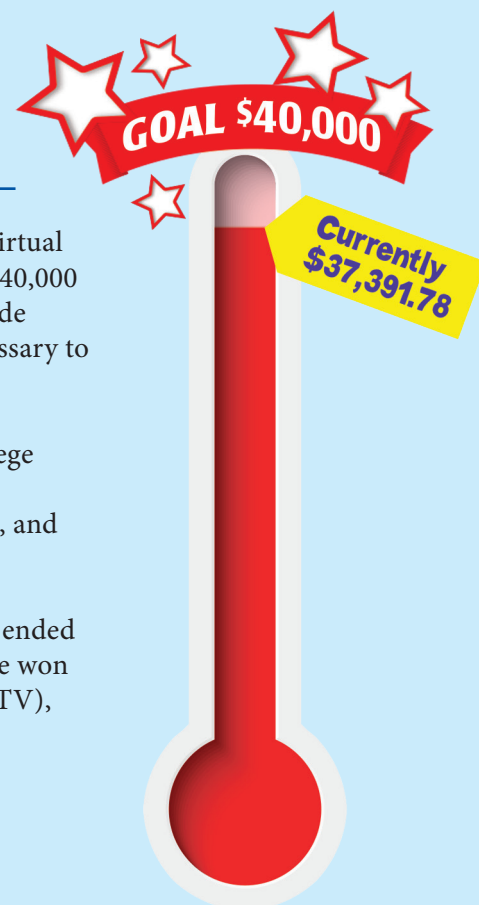 GOAL $40,000
Currently
$37,391.78
irtual
40,000
de
ssary to
ege
, and
ended
e won
TV),